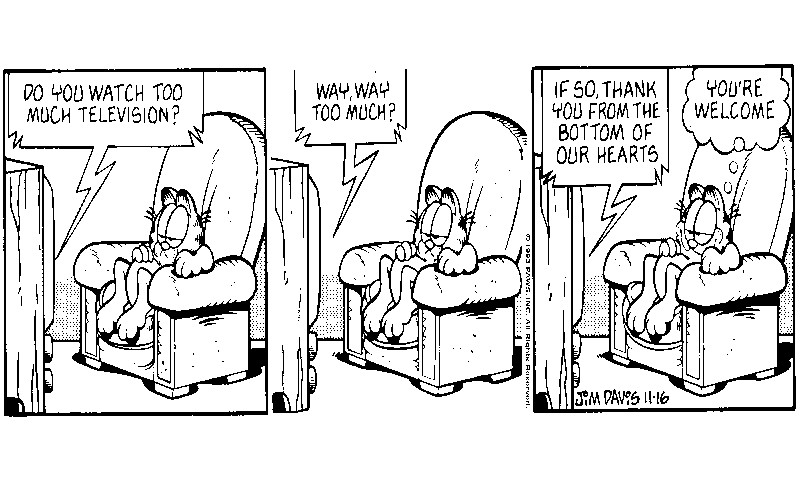 DO YOU WATCH TOO
MUCH TELEVISION?
WAY, WAY
TOO MUCH?
IF SO, THANK
YOU FROM THE
BOTTOM OF
OUR HEARTS
YOU'RE
WELCOME
JIM DAVIS 11-16